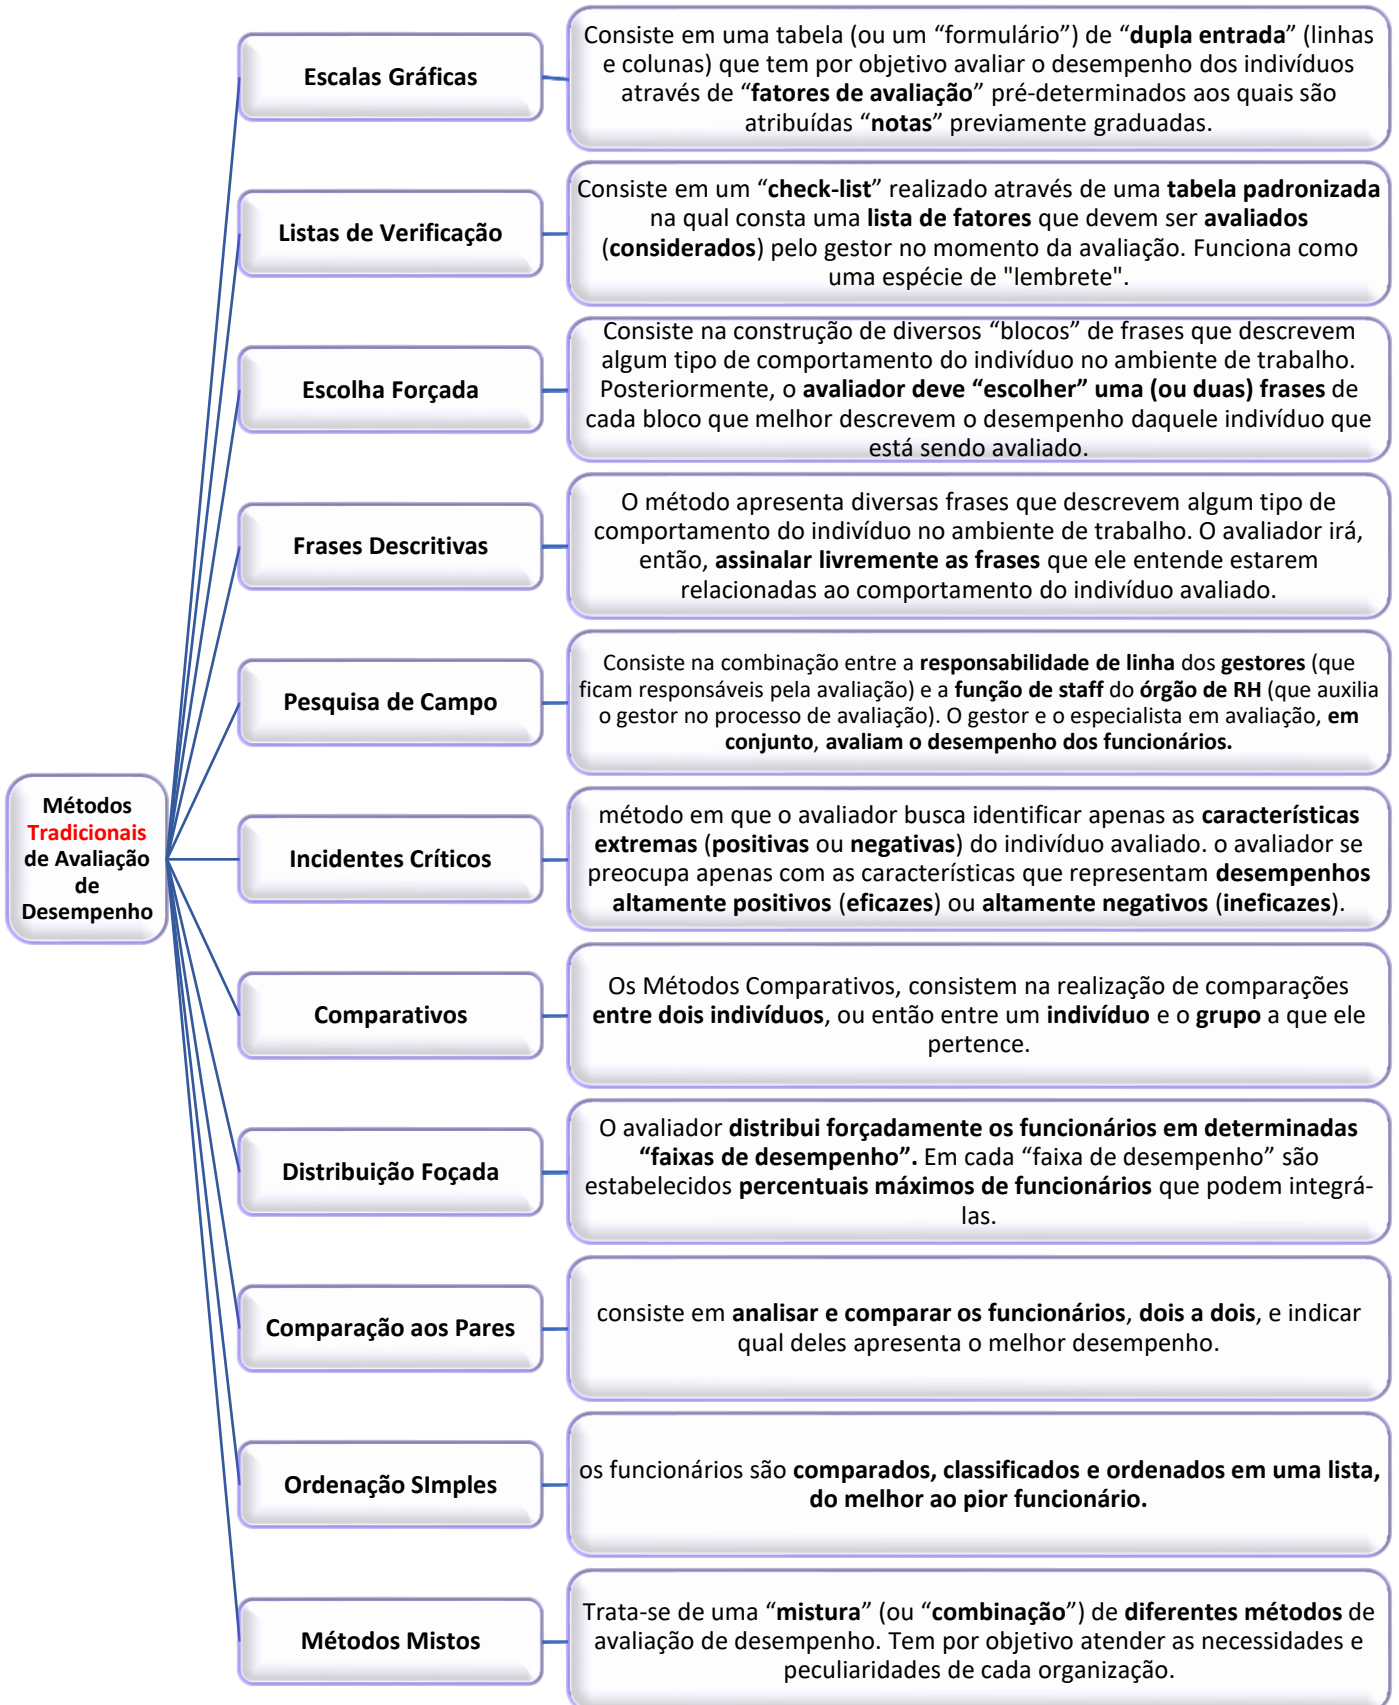 Escalas Gráficas
Consiste em uma tabela (ou um “formulário”) de “dupla entrada” (linhas
e colunas) que tem por objetivo avaliar o desempenho dos indivíduos
através de “fatores de avaliação” pré-determinados aos quais são
atribuídas “notas” previamente graduadas.
Listas de Verificação
Consiste em um “check-list” realizado através de uma tabela padronizada
na qual consta uma lista de fatores que devem ser avaliados
(considerados) pelo gestor no momento da avaliação. Funciona como
uma espécie de "lembrete".
Escolha Forçada
Consiste na construção de diversos “blocos” de frases que descrevem
algum tipo de comportamento do indivíduo no ambiente de trabalho.
Posteriormente, o avaliador deve “escolher” uma (ou duas) frases de
cada bloco que melhor descrevem o desempenho daquele indivíduo que
está sendo avaliado.
Frases Descritivas
O método apresenta diversas frases que descrevem algum tipo de
comportamento do indivíduo no ambiente de trabalho. O avaliador irá,
então, assinalar livremente as frases que ele entende estarem
relacionadas ao comportamento do indivíduo avaliado.
Pesquisa de Campo
Consiste na combinação entre a responsabilidade de linha dos gestores (que
ficam responsáveis pela avaliação) e a função de staff do órgão de RH (que auxilia
o gestor no processo de avaliação). O gestor e o especialista em avaliação, em
conjunto, avaliam o desempenho dos funcionários.
Métodos
Tradicionais
de Avaliação
de
Desempenho
Incidentes Críticos
método em que o avaliador busca identificar apenas as características
extremas (positivas ou negativas) do indivíduo avaliado. o avaliador se
preocupa apenas com as características que representam desempenhos
altamente positivos (eficazes) ou altamente negativos (ineficazes).
Comparativos
Os Métodos Comparativos, consistem na realização de comparações
entre dois indivíduos, ou então entre um indivíduo e o grupo a que ele
pertence.
Distribuição Foçada
O avaliador distribui forçadamente os funcionários em determinadas
“faixas de desempenho”. Em cada “faixa de desempenho” são
estabelecidos percentuais máximos de funcionários que podem integrá-
las.
Comparação aos Pares
consiste em analisar e comparar os funcionários, dois a dois, e indicar
qual deles apresenta o melhor desempenho.
Ordenação SImples
os funcionários são comparados, classificados e ordenados em uma lista,
do melhor ao pior funcionário.
Métodos Mistos
Trata-se de uma “mistura” (ou “combinação”) de diferentes métodos de
avaliação de desempenho. Tem por objetivo atender as necessidades e
peculiaridades de cada organização.